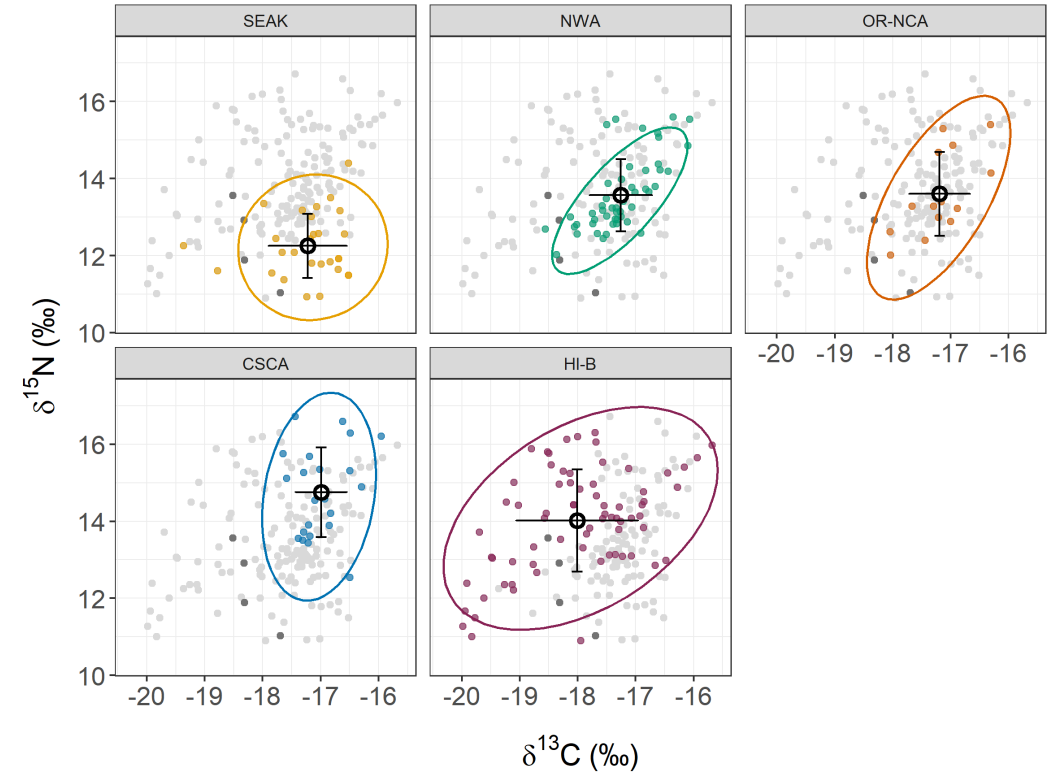 SEAK NWA OR-NCA
16
14
12
10
-20 -19 -18 -17 -16
CSCA HI-B
16
14
12
10
-20 -19 -18 -17 -16 -20 -19 -18 -17 -16
δ¹⁵N (‰)
δ¹³C (‰)